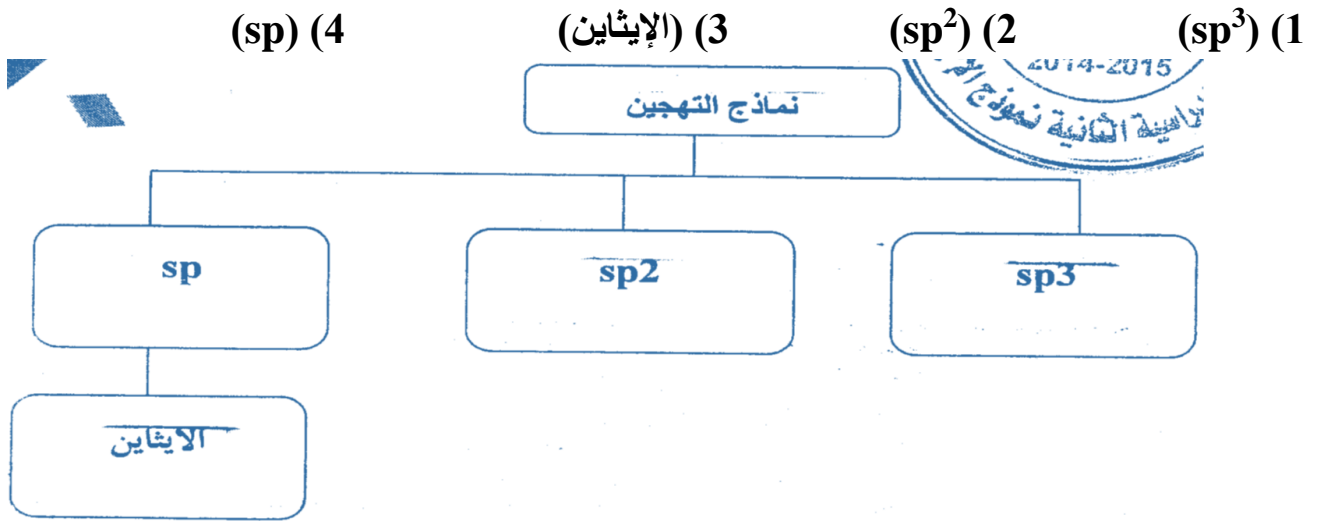 1) (sp³) 2) (sp²) 3) (الإيثاين) 4) (sp)
2014-2015
الثانية نموذج
نماذج التهجين
sp3 sp2 sp
الايثاين